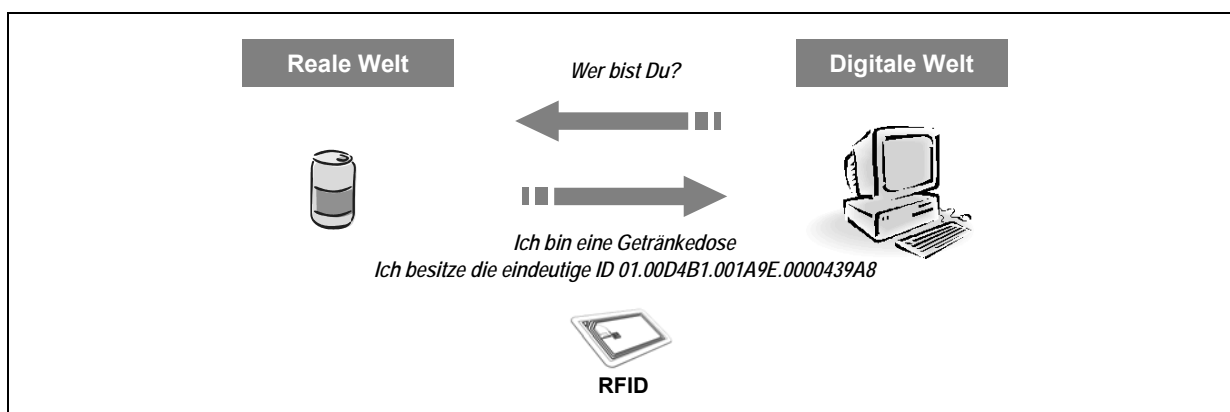 Reale Welt
Wer bist Du?
Digitale Welt
Ich bin eine Getränkedose
Ich besitze die eindeutige ID 01.00D4B1.001A9E.0000439A8
RFID